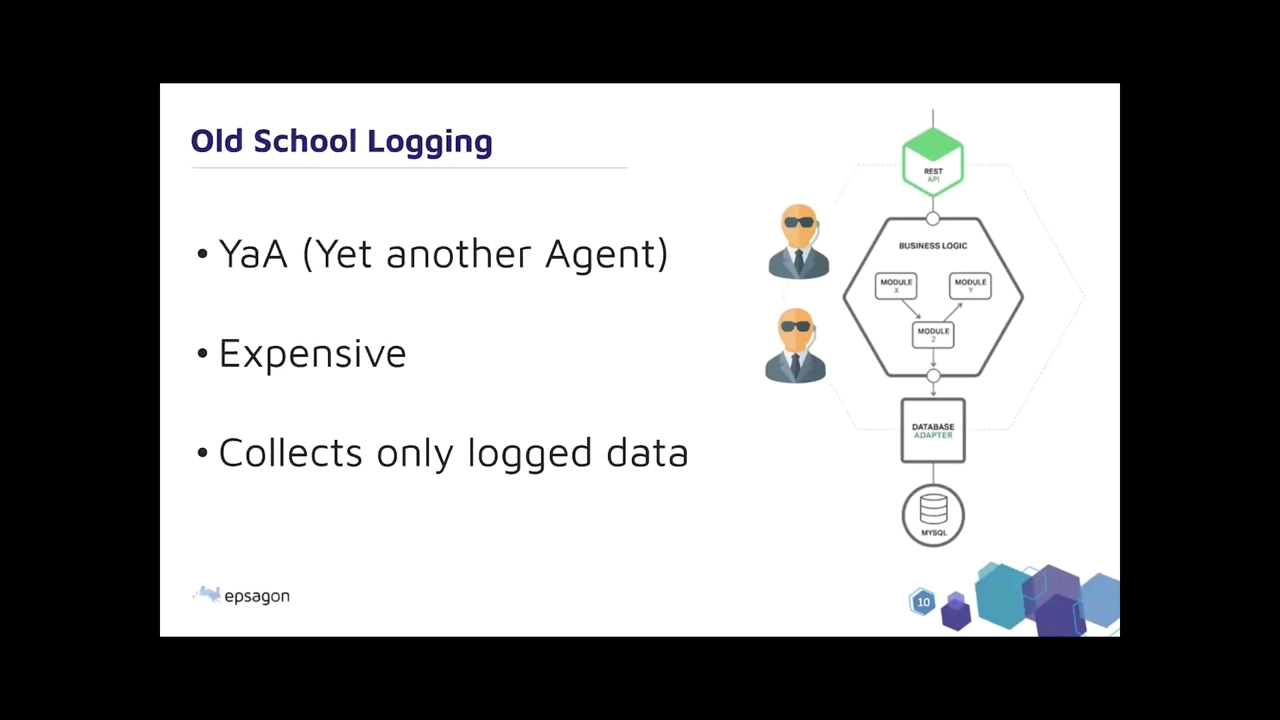 Old School Logging
• YaA (Yet another Agent)
• Expensive
• Collects only logged data
REST
API
BUSINESS LOGIC
MODULE
X
MODULE
Y
MODULE
Z
DATABASE
ADAPTER
MYSQL
epsagon
10